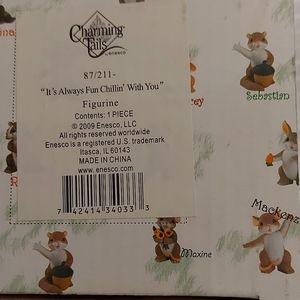 Charming
Tails
by enesco
87/211-
"It's Always Fun Chillin' With You"
Figurine
Contents: 1 PIECE
© 2009 Enesco, LLC
All rights reserved worldwide
Enesco is a registered U.S. trademark
Itasca, IL 60143
MADE IN CHINA
www.enesco.com
7 42414 34033 3
Sebastian
Mackenz
Maxine